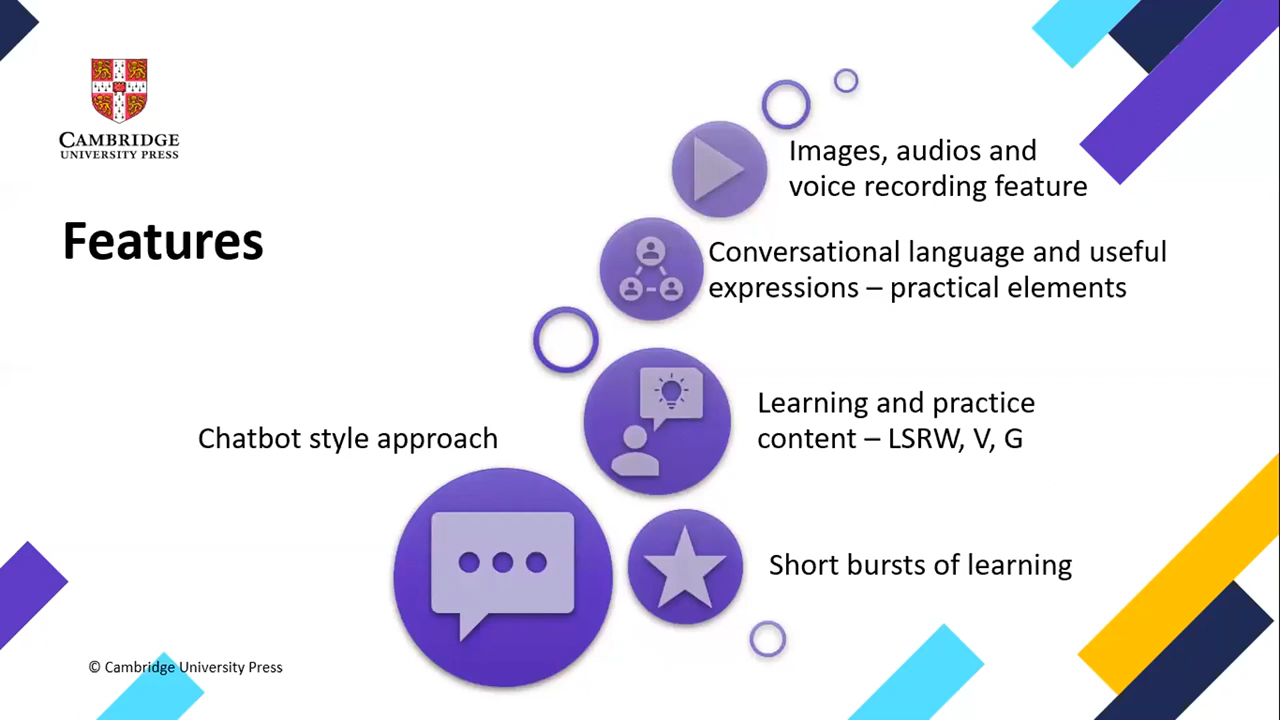 CAMBRIDGE
UNIVERSITY PRESS
Features
Images, audios and
voice recording feature
Conversational language and useful
expressions – practical elements
Learning and practice
content – LSRW, V, G
Chatbot style approach
Short bursts of learning
© Cambridge University Press